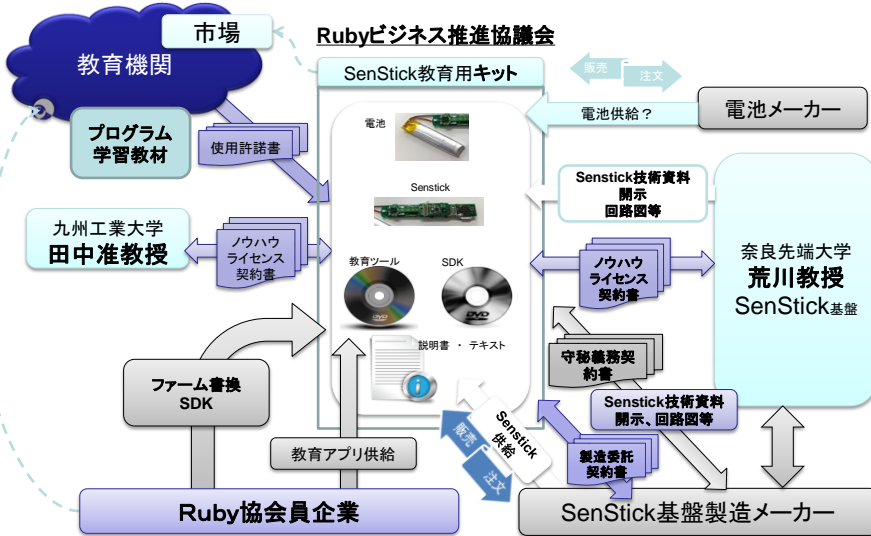 市場
Rubyビジネス推進協議会
教育機関
SenStick教育用キット
販売
注文
プログラム
学習教材
使用許諾書
電池
電池供給？
電池メーカー
Senstick技術資料
開示
回路図等
Senstick
九州工業大学
田中准教授
ノウハウ
ライセンス
契約書
教育ツール
SDK
DVD
DVD
ノウハウ
ライセンス
契約書
奈良先端大学
荒川教授
SenStick基盤
説明書 ・ テキスト
守秘義務契
約書
ファーム書換
SDK
Senstick技術資料
開示、回路図等
Senstick
供給
販売
注文
製造委託
契約書
教育アプリ供給
Ruby協会員企業
SenStick基盤製造メーカー